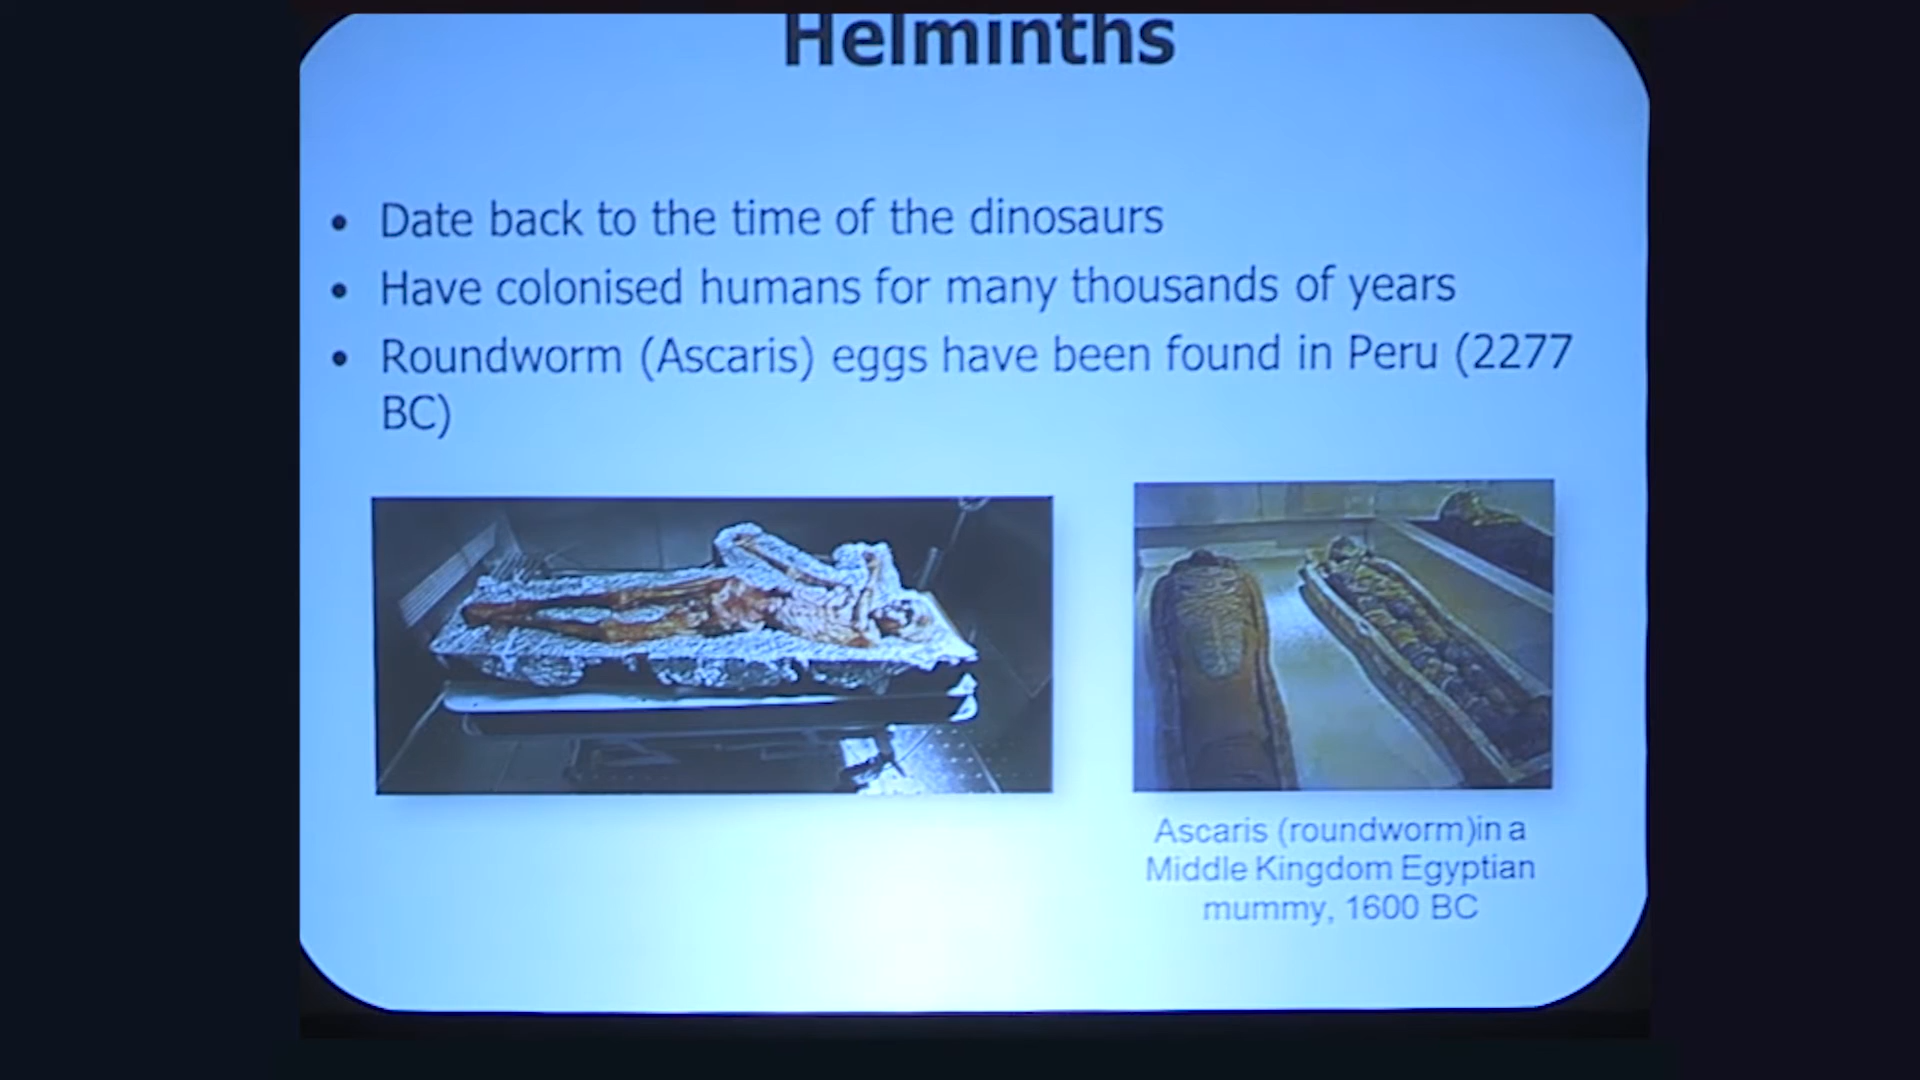 Helminths
• Date back to the time of the dinosaurs
• Have colonised humans for many thousands of years
• Roundworm (Ascaris) eggs have been found in Peru (2277
BC)
Ascaris (roundworm)in a
Middle Kingdom Egyptian
mummy, 1600 BC